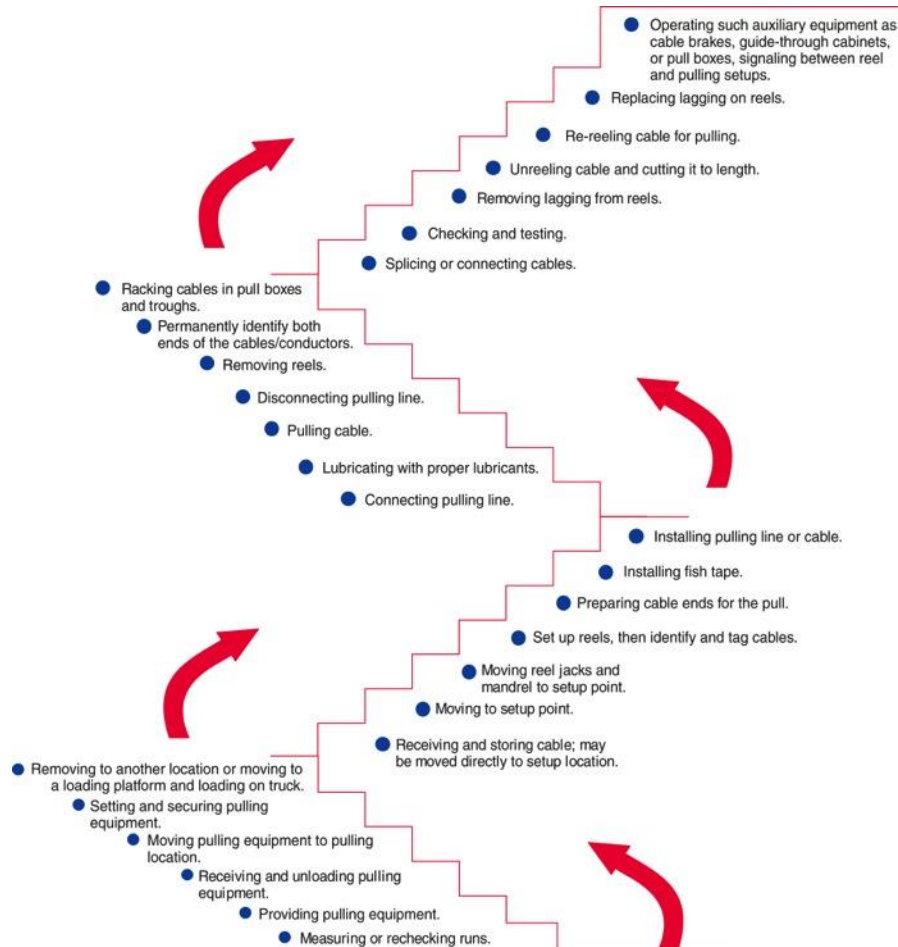 Operating such auxiliary equipment as
cable brakes, guide-through cabinets,
or pull boxes, signaling between reel
and pulling setups.
Replacing lagging on reels.
Re-reeling cable for pulling.
Unreeling cable and cutting it to length.
Removing lagging from reels.
Checking and testing.
Splicing or connecting cables.
Racking cables in pull boxes
and troughs.
Permanently identify both
ends of the cables/conductors.
Removing reels.
Disconnecting pulling line.
Pulling cable.
Lubricating with proper lubricants.
Connecting pulling line.
Installing pulling line or cable.
Installing fish tape.
Preparing cable ends for the pull.
Set up reels, then identify and tag cables.
Moving reel jacks and
mandrel to setup point.
Moving to setup point.
Receiving and storing cable; may
be moved directly to setup location.
Removing to another location or moving to
a loading platform and loading on truck.
Setting and securing pulling
equipment.
Moving pulling equipment to pulling
location.
Receiving and unloading pulling
equipment.
Providing pulling equipment.
Measuring or rechecking runs.